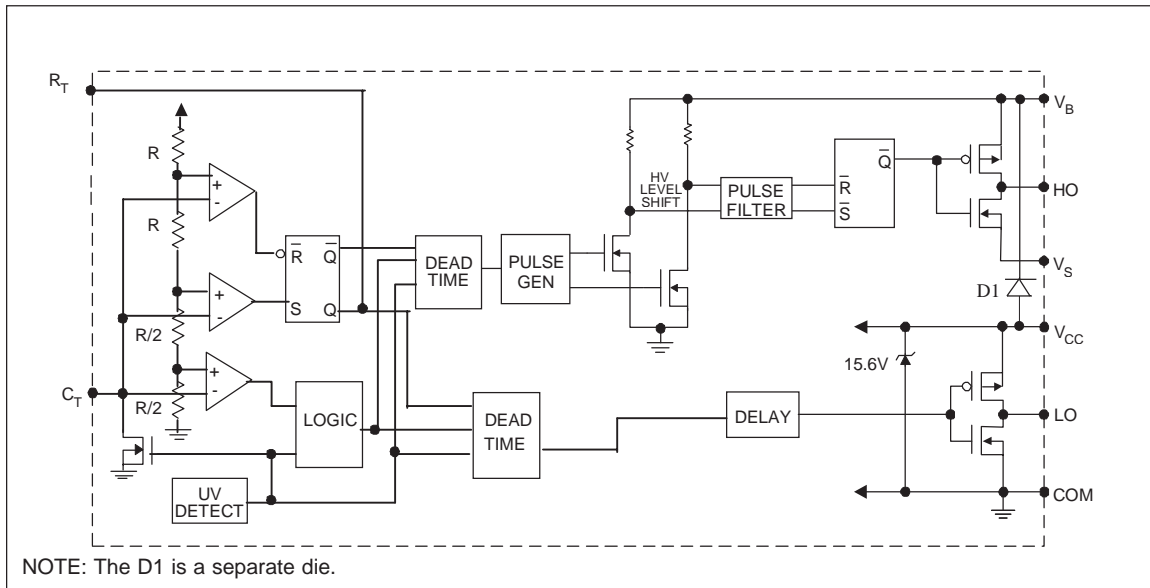 R_T
V_B
R
+
-
HV
LEVEL
SHIFT
PULSE
FILTER
R̅
S̅
Q̅
HO
R
R̅
Q̅
S
Q
DEAD
TIME
PULSE
GEN
V_S
D1
+
-
R/2
15.6V
V_CC
+
-
C_T
R/2
LOGIC
DEAD
TIME
DELAY
LO
UV
DETECT
COM
NOTE: The D1 is a separate die.